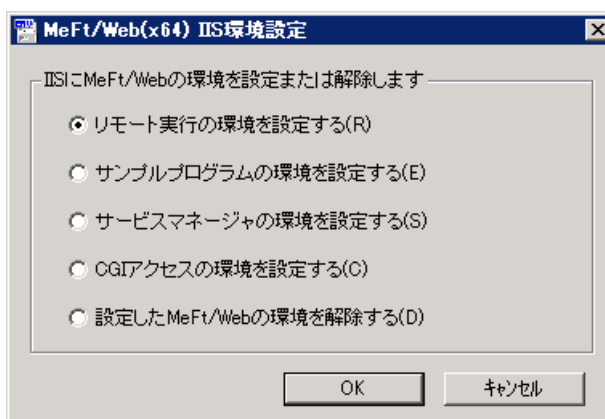 MeFt/Web(x64) IIS環境設定
IISにMeFt/Webの環境を設定または解除します
リモート実行の環境を設定する(R)
サンプルプログラムの環境を設定する(E)
サービスマネージャの環境を設定する(S)
CGIアクセスの環境を設定する(C)
設定したMeFt/Webの環境を解除する(D)
OK キャンセル